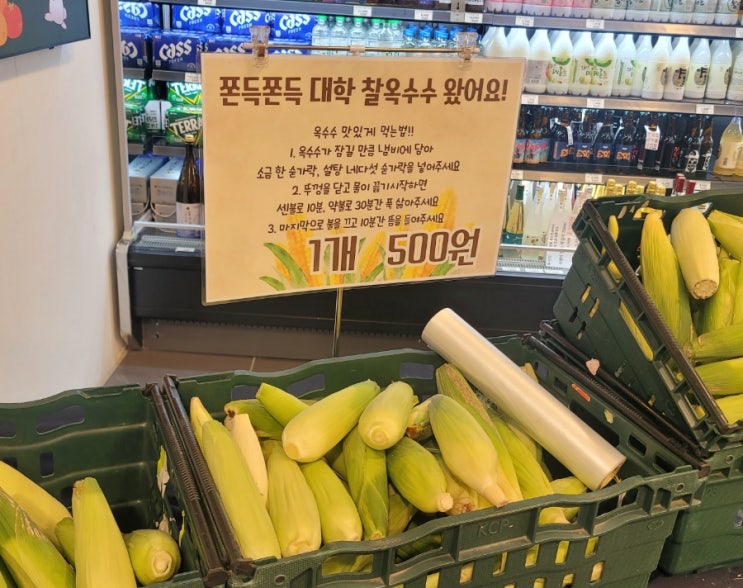 Cass
Cass
Cass
TERRA
쫀득쫀득 대학 찰옥수수 왔어요!
옥수수 맛있게 먹는법!!
1. 옥수수가 잠길 만큼 냄비에 담아
소금 한 숟가락, 설탕 네다섯 숟가락을 넣어주세요
2. 뚜껑을 닫고 물이 끓기시작하면
센불로 10분, 약불로 30분간 푹 삶아주세요
3. 마지막으로 불을 끄고 10분간 뜸을 들여주세요
1개 500원
KCP